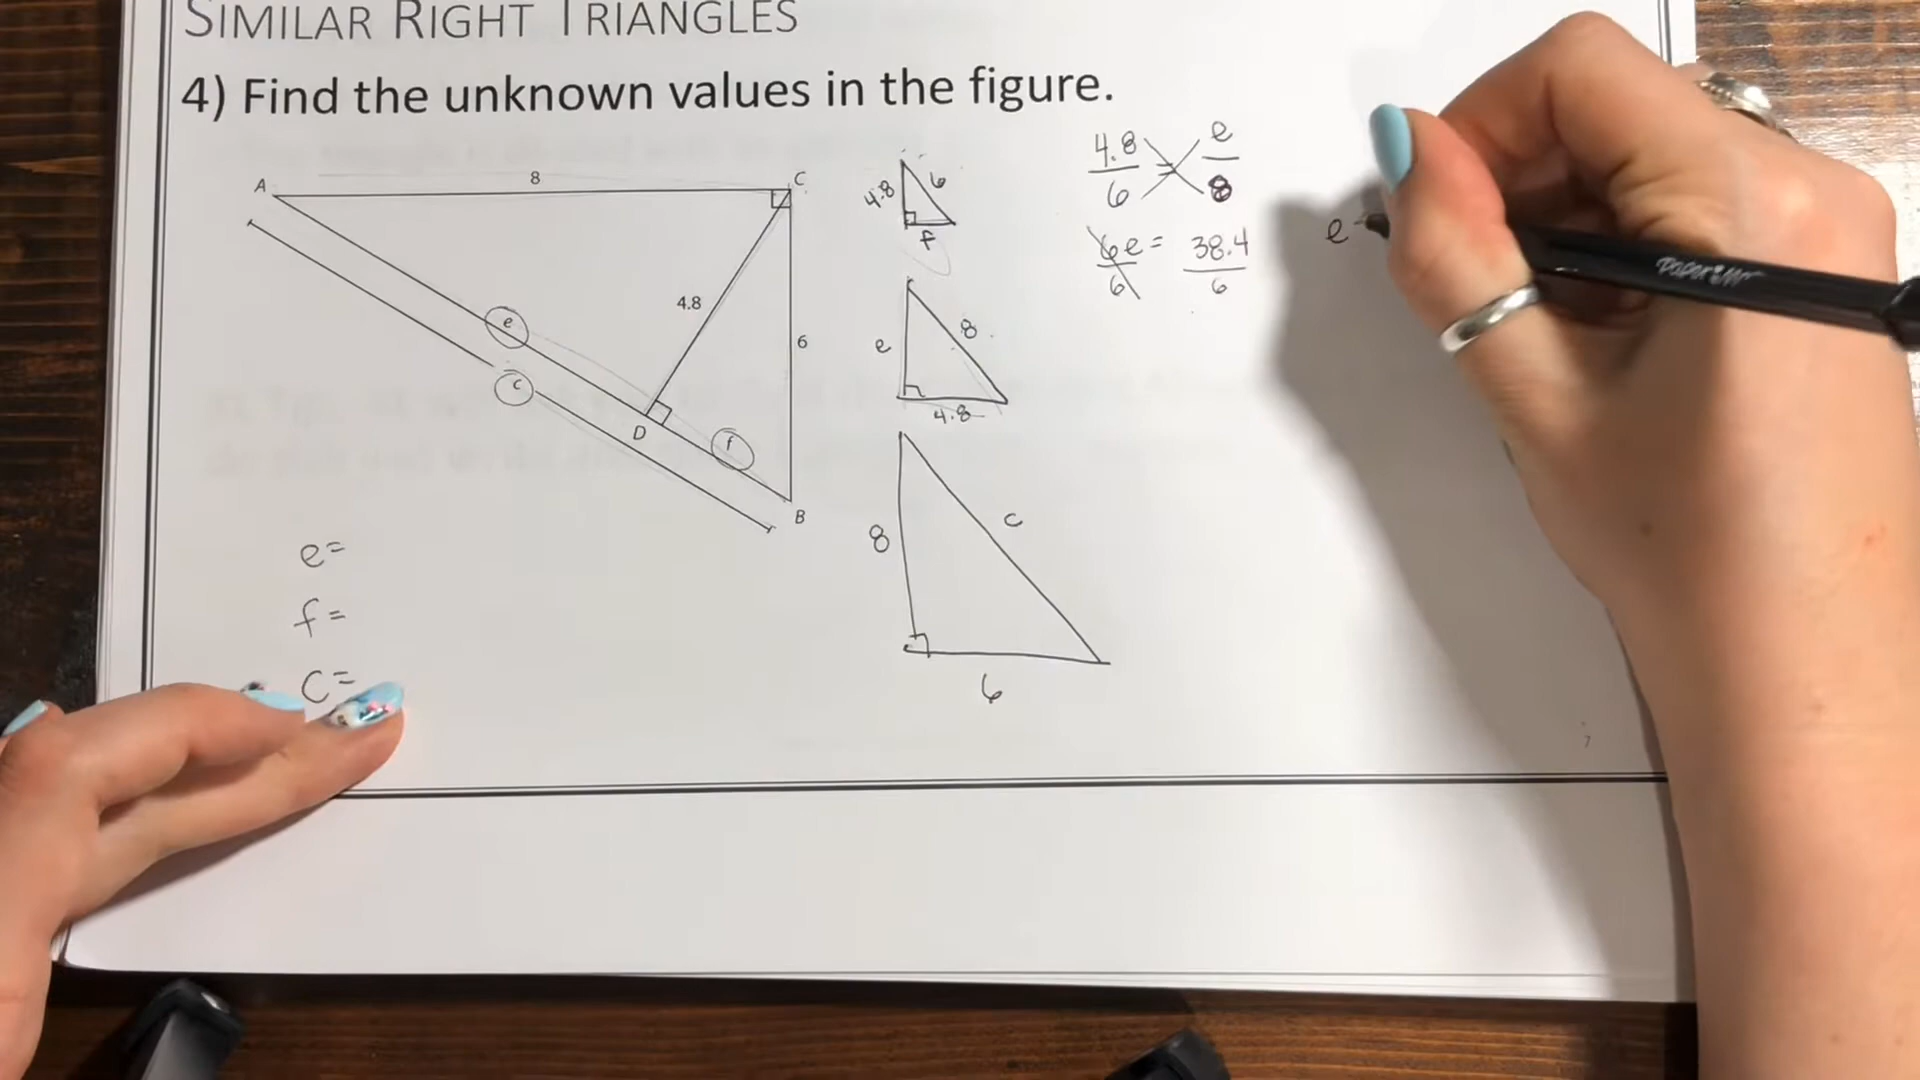 SIMILAR RIGHT TRIANGLES
4) Find the unknown values in the figure.
A
8
C
4.8
6
e
c
D
f
B
e=
f=
c=
4.8
6
f
e
8
4.8
8
c
6
4.8 = e
6 8
6e = 38.4
6 6
e
7